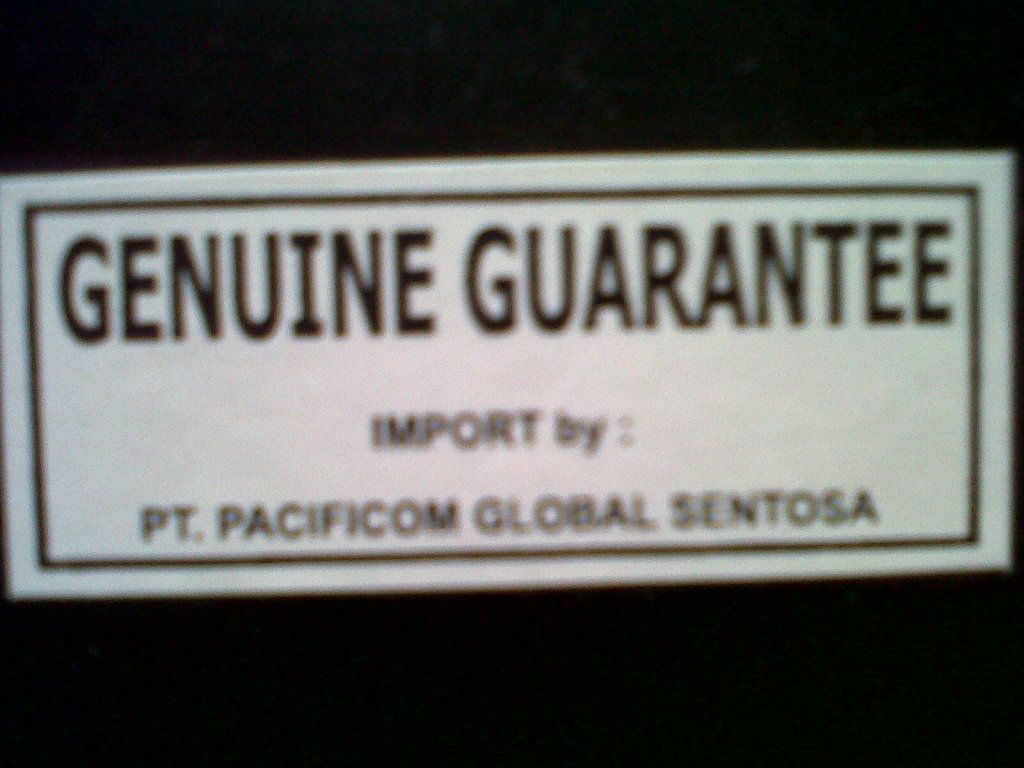 GENUINE GUARANTEE
IMPORT by :
PT. PACIFICOM GLOBAL SENTOSA